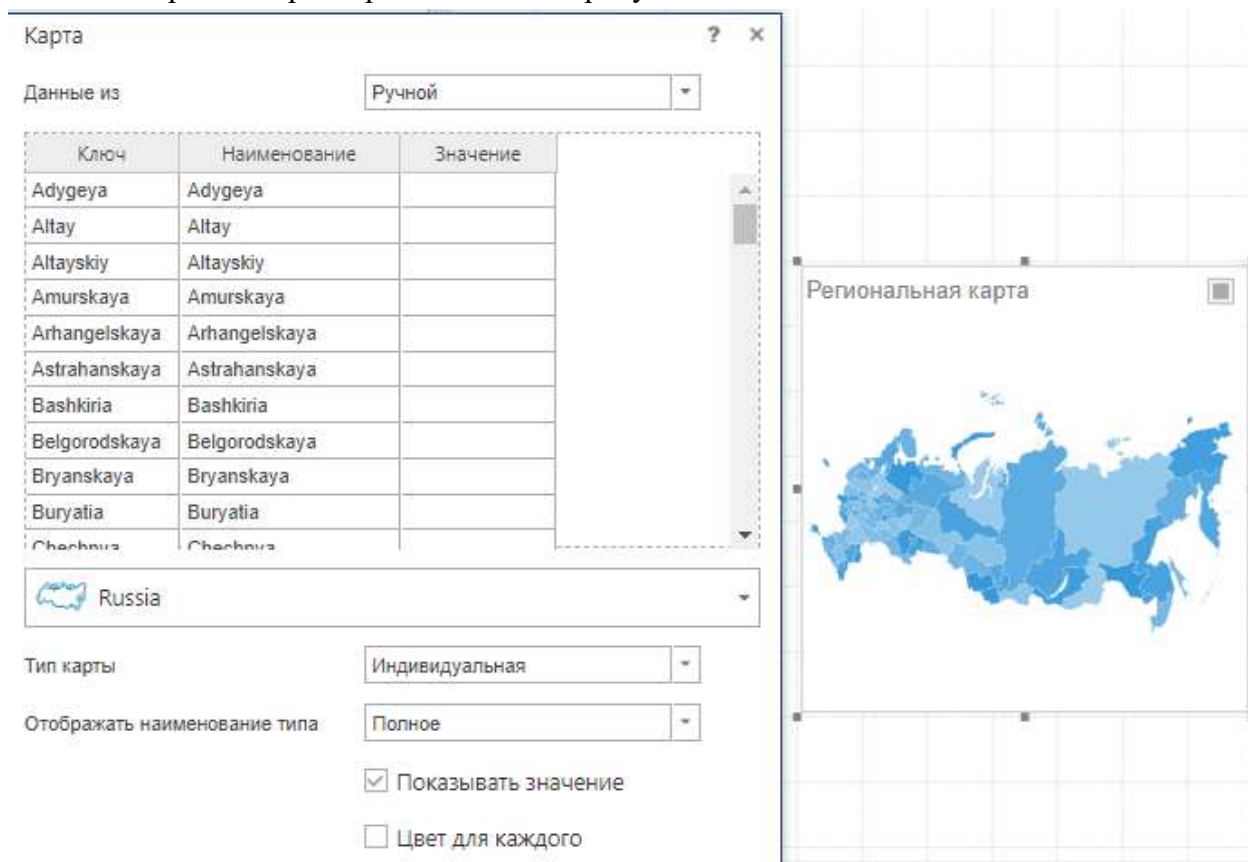 Карта ? ×
Данные из Ручной
Ключ Наименование Значение
Adygeya Adygeya
Altay Altay
Altayskiy Altayskiy
Amurskaya Amurskaya
Arhangelskaya Arhangelskaya
Astrahanskaya Astrahanskaya
Bashkiria Bashkiria
Belgorodskaya Belgorodskaya
Bryanskaya Bryanskaya
Buryatia Buryatia
Chechnya Chechnya
Russia
Тип карты Индивидуальная
Отображать наименование типа Полное
Показывать значение
Цвет для каждого
Региональная карта